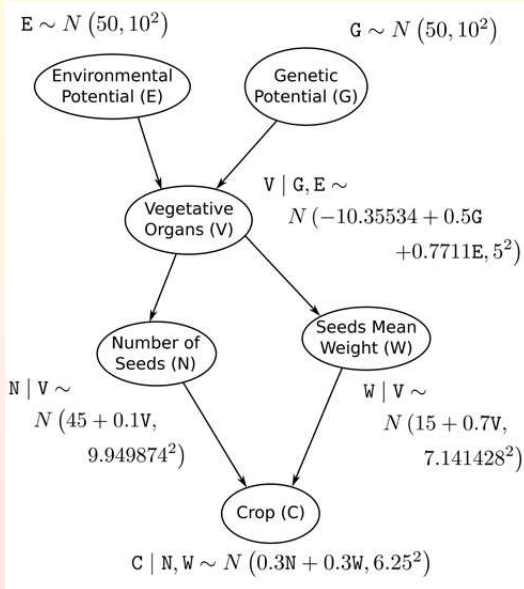 E ∼ N (50, 10²)
G ∼ N (50, 10²)
Environmental
Potential (E)
Genetic
Potential (G)
V | G, E ∼
N (−10.35534 + 0.5G
+0.7711E, 5²)
Vegetative
Organs (V)
Number of
Seeds (N)
Seeds Mean
Weight (W)
N | V ∼
N (45 + 0.1V,
9.949874²)
W | V ∼
N (15 + 0.7V,
7.141428²)
Crop (C)
C | N, W ∼ N (0.3N + 0.3W, 6.25²)